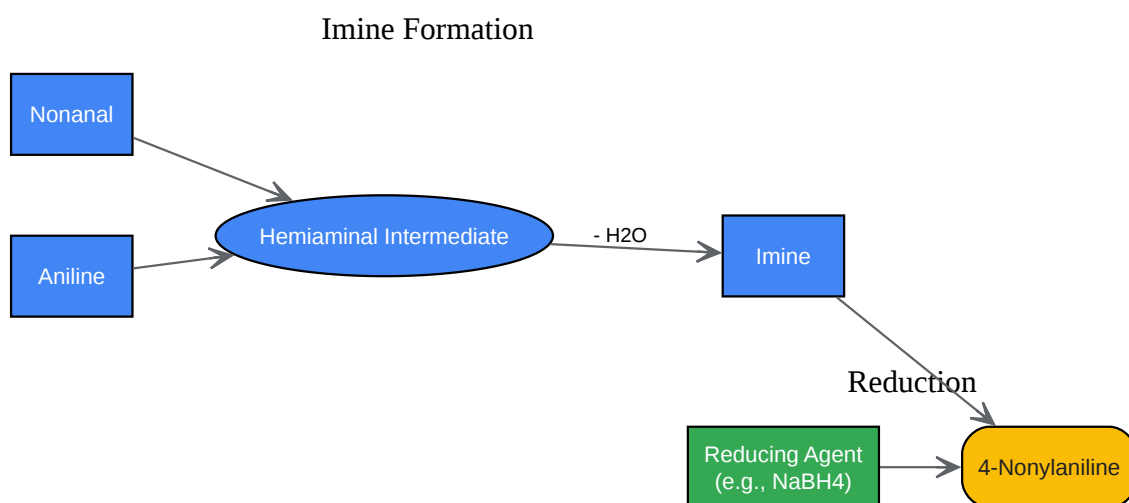 Imine Formation
Nonanal
Aniline
Hemiaminal Intermediate
- H2O
Imine
Reduction
Reducing Agent
(e.g., NaBH4)
4-Nonylaniline